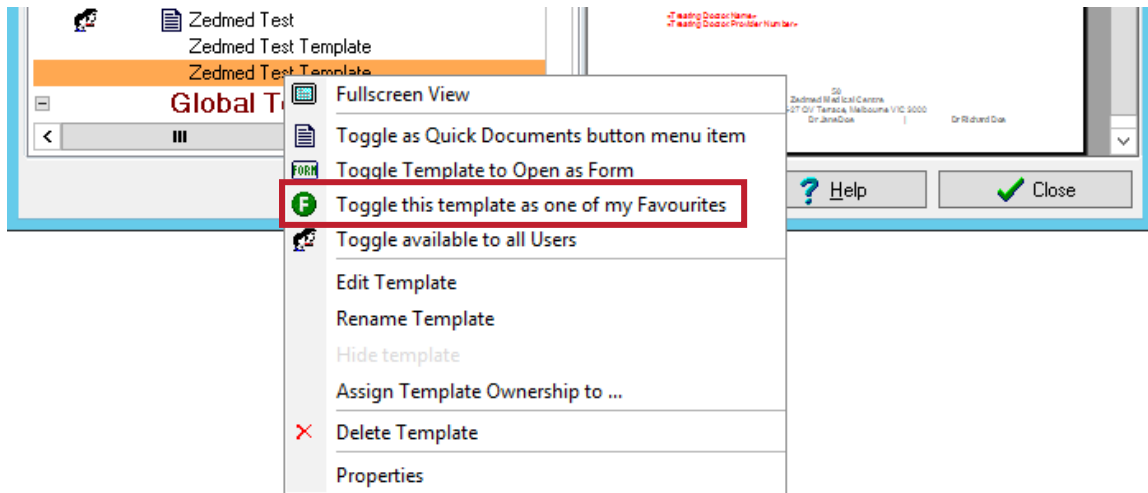 Zedmed Test
Zedmed Test Template
Zedmed Test Template
Global T
Fullscreen View
Toggle as Quick Documents button menu item
FORM Toggle Template to Open as Form
F Toggle this template as one of my Favourites
Toggle available to all Users
Edit Template
Rename Template
Hide template
Assign Template Ownership to ...
Delete Template
Properties
<Treating Doctor Name>
<Treating Doctor Provider Number>
Zedmed Medical Centre
Dr Jane Doe | Dr Richard Doe
? Help
Close